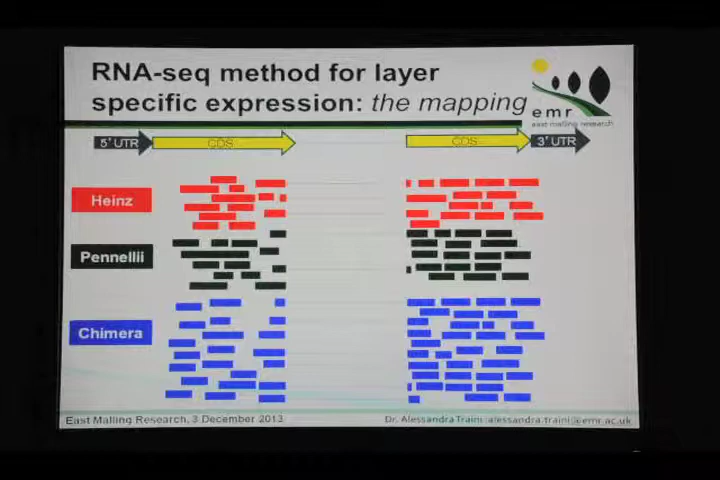 RNA-seq method for layer
specific expression: the mapping
emr
east malling research
5' UTR CDS CDS 3' UTR
Heinz
Pennellii
Chimera
East Malling Research, 3 December 2013
Dr. Alessandra Traini :alessandra.traini@emr.ac.uk